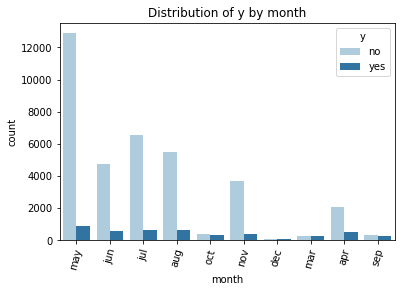 Distribution of y by month
y
no
yes
12000
10000
8000
6000
4000
2000
0
count
may jun jul aug oct nov dec mar apr sep
month